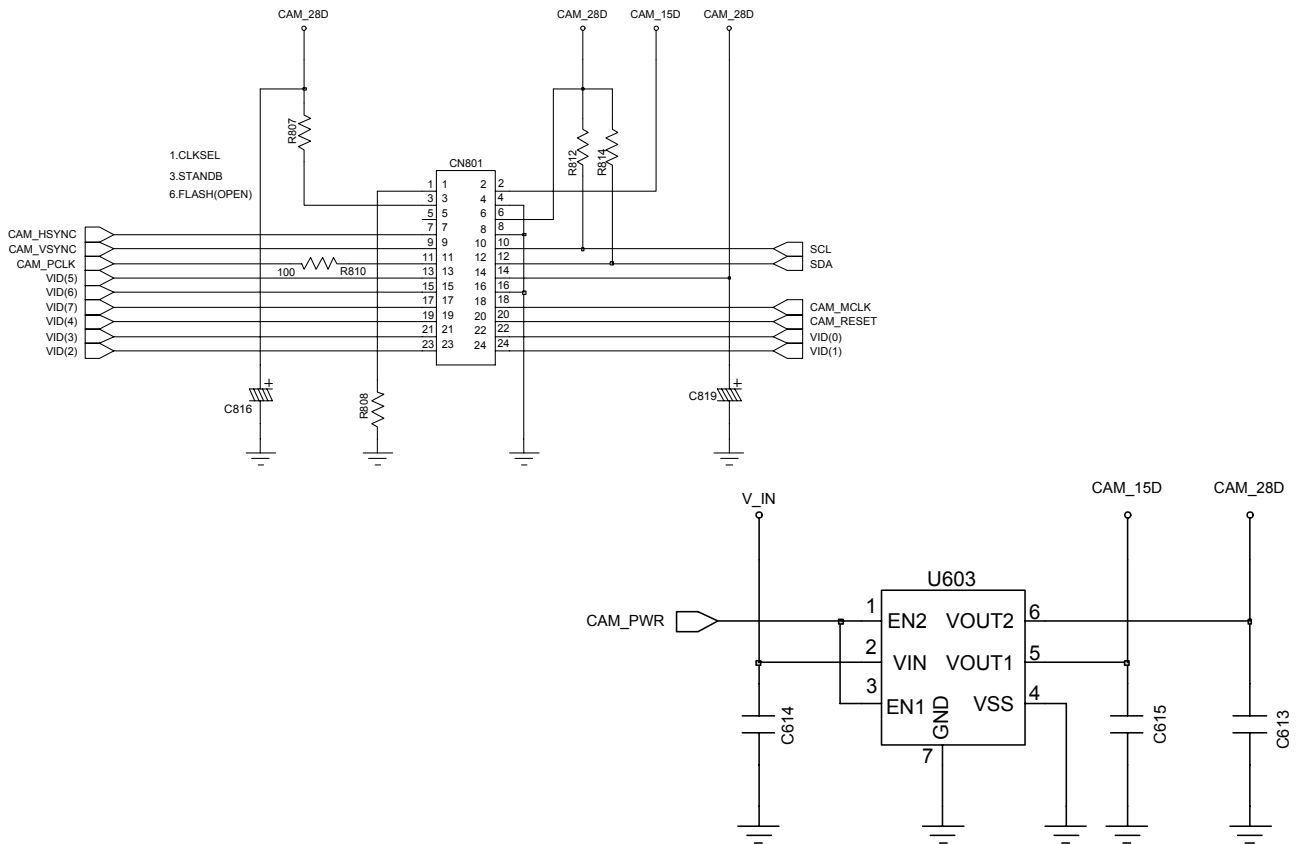 CAM_28D
CAM_28D
CAM_15D
CAM_28D
R807
R812
R814
1.CLKSEL
3.STANDB
6.FLASH(OPEN)
CN801
1 1 2 2
3 3 4 4
5 5 6 6
7 7 8 8
9 9 10 10
11 11 12 12
13 13 14 14
15 15 16 16
17 17 18 18
19 19 20 20
21 21 22 22
23 23 24 24
CAM_HSYNC
CAM_VSYNC
CAM_PCLK
VID(5)
VID(6)
VID(7)
VID(4)
VID(3)
VID(2)
100
R810
SCL
SDA
CAM_MCLK
CAM_RESET
VID(0)
VID(1)
+
C816
R808
+
C819
V_IN
CAM_15D
CAM_28D
U603
CAM_PWR
1 EN2 VOUT2 6
2 VIN VOUT1 5
3 EN1 VSS 4
GND
7
C614
C615
C613